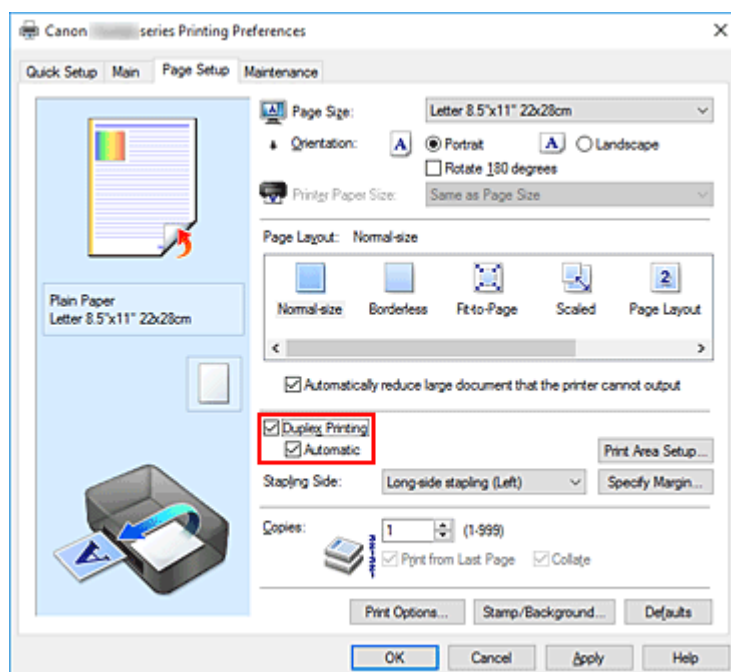 Canon series Printing Preferences
Quick Setup Main Page Setup Maintenance
Page Size: Letter 8.5"x11" 22x28cm
Orientation: A Portrait A Landscape
Rotate 180 degrees
Printer Paper Size: Same as Page Size
Page Layout: Normal-size
Plain Paper
Letter 8.5"x11" 22x28cm
2
Normal-size Borderless Fit-to-Page Scaled Page Layout
Automatically reduce large document that the printer cannot output
Duplex Printing
Automatic
Print Area Setup...
Stapling Side: Long-side stapling (Left) Specify Margin...
A
Copies: 1 (1-999)
Print from Last Page Collate
Print Options... Stamp/Background... Defaults
OK Cancel Apply Help